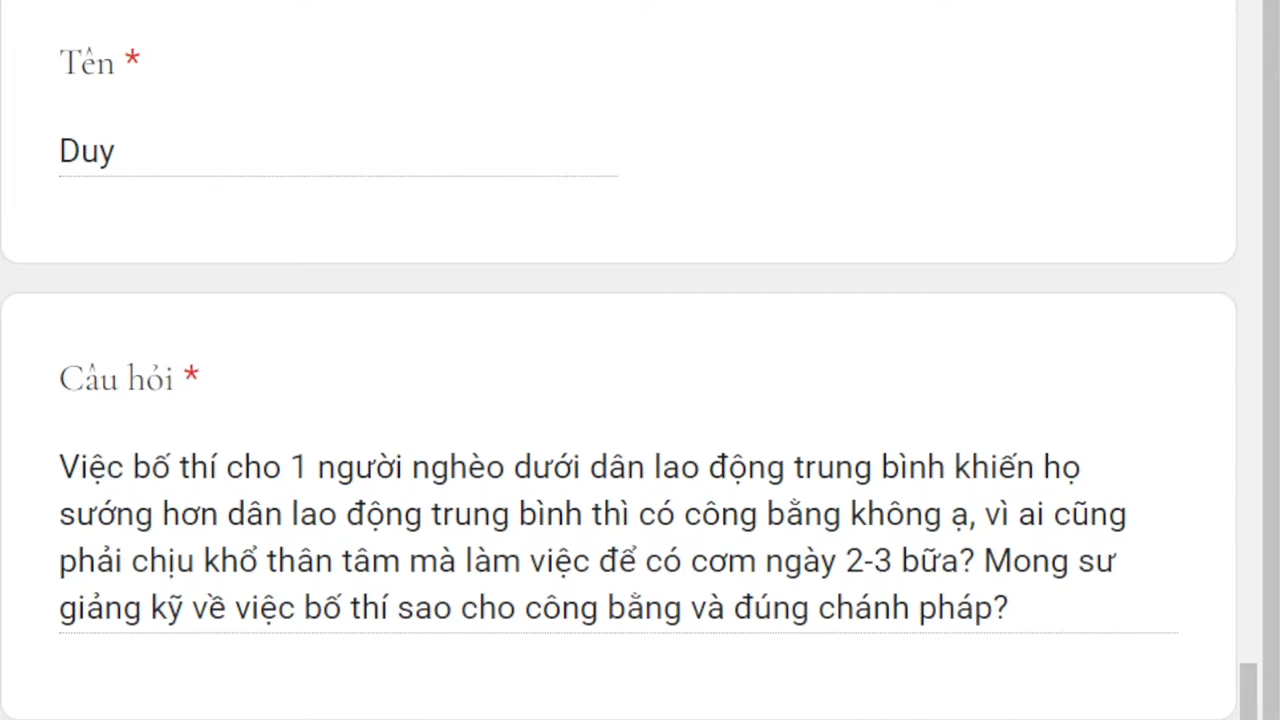 Tên *
Duy
Câu hỏi *
Việc bố thí cho 1 người nghèo dưới dân lao động trung bình khiến họ
sướng hơn dân lao động trung bình thì có công bằng không ạ, vì ai cũng
phải chịu khổ thân tâm mà làm việc để có cơm ngày 2-3 bữa? Mong sư
giảng kỹ về việc bố thí sao cho công bằng và đúng chánh pháp?